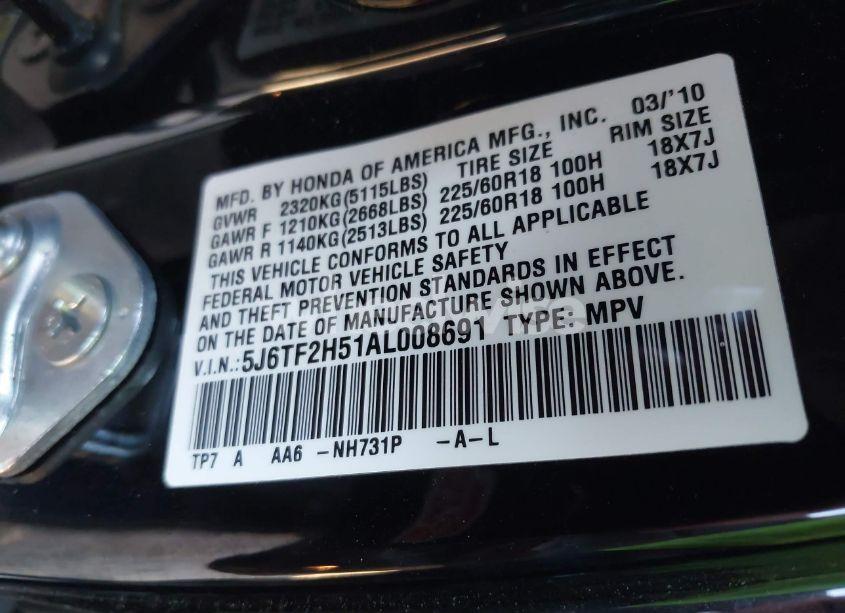 MFD. BY HONDA OF AMERICA MFG., INC. 03/'10
GVWR 2320KG(5115LBS) TIRE SIZE RIM SIZE
GAWR F 1210KG(2668LBS) 225/60R18 100H 18X7J
GAWR R 1140KG(2513LBS) 225/60R18 100H 18X7J
THIS VEHICLE CONFORMS TO ALL APPLICABLE
FEDERAL MOTOR VEHICLE SAFETY
AND THEFT PREVENTION STANDARDS IN EFFECT
ON THE DATE OF MANUFACTURE SHOWN ABOVE.
V.I.N.: 5J6TF2H51AL008691 TYPE: MPV
TP7 A AA6 -NH731P -A-L